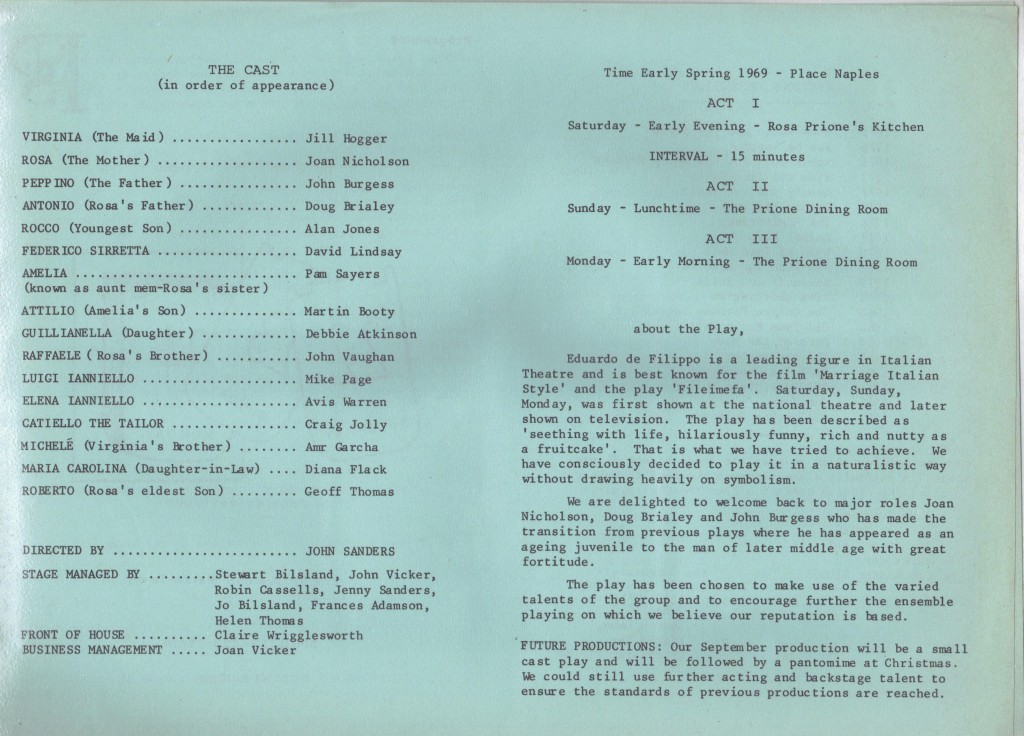 THE CAST
(in order of appearance)
VIRGINIA (The Maid) ................. Jill Hogger
ROSA (The Mother) ................... Joan Nicholson
PEPPINO (The Father) ................ John Burgess
ANTONIO (Rosa's Father) ............. Doug Brialey
ROCCO (Youngest Son) ................ Alan Jones
FEDERICO SIRRETTA ................... David Lindsay
AMELIA .............................. Pam Sayers
(known as aunt mem-Rosa's sister)
ATTILIO (Amelia's Son) .............. Martin Booty
GUILLIANELLA (Daughter) ............. Debbie Atkinson
RAFFAELE ( Rosa's Brother) .......... John Vaughan
LUIGI IANNIELLO ..................... Mike Page
ELENA IANNIELLO ..................... Avis Warren
CATIELLO THE TAILOR ................. Craig Jolly
MICHELÉ (Virginia's Brother) ........ Amr Garcha
MARIA CAROLINA (Daughter-in-Law) .... Diana Flack
ROBERTO (Rosa's eldest Son) ......... Geoff Thomas
DIRECTED BY ......................... JOHN SANDERS
STAGE MANAGED BY .........Stewart Bilsland, John Vicker,
Robin Cassells, Jenny Sanders,
Jo Bilsland, Frances Adamson,
Helen Thomas
FRONT OF HOUSE .......... Claire Wrigglesworth
BUSINESS MANAGEMENT ..... Joan Vicker
Time Early Spring 1969 - Place Naples
ACT I
Saturday - Early Evening - Rosa Prione's Kitchen
INTERVAL - 15 minutes
ACT II
Sunday - Lunchtime - The Prione Dining Room
ACT III
Monday - Early Morning - The Prione Dining Room
about the Play,
Eduardo de Filippo is a leading figure in Italian
Theatre and is best known for the film 'Marriage Italian
Style' and the play 'Fileimefa'. Saturday, Sunday,
Monday, was first shown at the national theatre and later
shown on television. The play has been described as
'seething with life, hilariously funny, rich and nutty as
a fruitcake'. That is what we have tried to achieve. We
have consciously decided to play it in a naturalistic way
without drawing heavily on symbolism.
We are delighted to welcome back to major roles Joan
Nicholson, Doug Brialey and John Burgess who has made the
transition from previous plays where he has appeared as an
ageing juvenile to the man of later middle age with great
fortitude.
The play has been chosen to make use of the varied
talents of the group and to encourage further the ensemble
playing on which we believe our reputation is based.
FUTURE PRODUCTIONS: Our September production will be a small
cast play and will be followed by a pantomime at Christmas.
We could still use further acting and backstage talent to
ensure the standards of previous productions are reached.